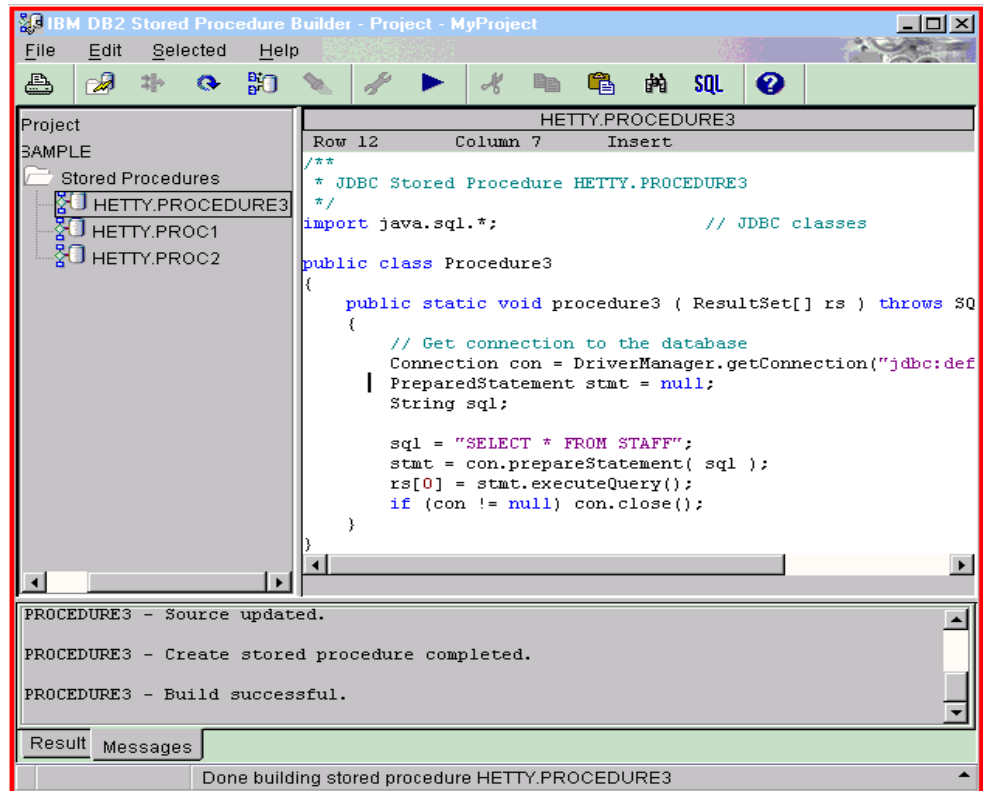 IBM DB2 Stored Procedure Builder - Project - MyProject
File Edit Selected Help
SQL
Project
SAMPLE
Stored Procedures
HETTY.PROCEDURE3
HETTY.PROC1
HETTY.PROC2
HETTY.PROCEDURE3
Row 12 Column 7 Insert
/**
* JDBC Stored Procedure HETTY.PROCEDURE3
*/
import java.sql.*; // JDBC classes
public class Procedure3
{
public static void procedure3 ( ResultSet[] rs ) throws SQ
{
// Get connection to the database
Connection con = DriverManager.getConnection("jdbc:def
PreparedStatement stmt = null;
String sql;
sql = "SELECT * FROM STAFF";
stmt = con.prepareStatement( sql );
rs[0] = stmt.executeQuery();
if (con != null) con.close();
}
}
PROCEDURE3 - Source updated.
PROCEDURE3 - Create stored procedure completed.
PROCEDURE3 - Build successful.
Result Messages
Done building stored procedure HETTY.PROCEDURE3